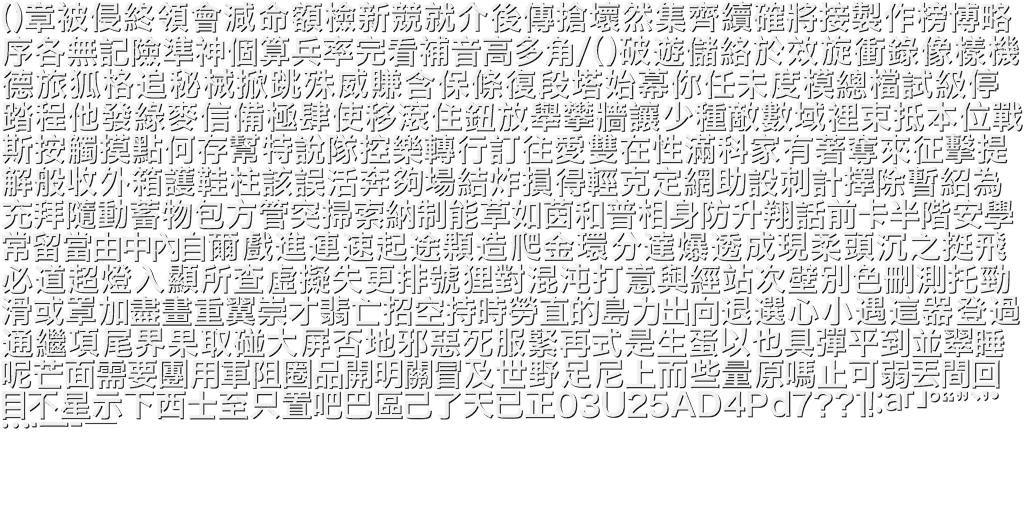 ()章被侵終領會滅命額檢新競就介後傳搶壞然集齊續確將接製作榜博略
序各無記險準神個算兵率完看補音高多角/()破遊儲絡於效旋衝錄像樣機
德旅狐格追秘械掀跳殊威賺含保條復段塔始幕你任未度模總檔試級停
踏程他發綠麥信備極肆使移滾住鈕放舉攀牆讓少種敵數域裡束抵本位戰
斯按觸摸點何存幫特說隊控樂轉行訂往愛雙在性滿科家有著奪來征擊提
解般收外箱護鞋柱該誤活奔夠場結炸損得輕克定網助設刺計擇除暫紹為
充拜隨動蓄物包方管突掃索納制能草如茵和普相身防升翔話前卡半階安學
常留當由中內自爾戲進連速起途顆造爬金環分達爆透成現柔頭沉之挺飛
必道超燈入顯所查虛擬失更排號狸對混沌打意與經站次壁別色刪測托勁
滑或罩加盡畫重翼崇才翡亡招空持時勞直的島力出向退選心小遇這器登過
通繼項尾界果取碰大屏否地邪惡死服緊再式是生蛋以也具彈平到並翠睡
呢芒面需要團用軍阻圈品開明關冒及世野足尼上而些量原嗎止可弱丟間回
目不星示下西士至只置吧巴區己了天已正03U25AD4Pd7??1!:ar」°“”